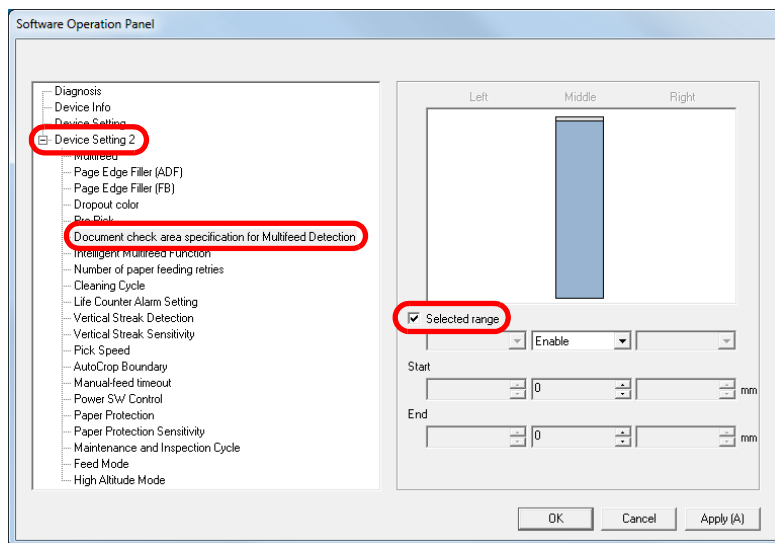 Software Operation Panel
Diagnosis
Device Info
Device Setting
Device Setting 2
Multifeed
Page Edge Filler (ADF)
Page Edge Filler (FB)
Dropout color
Pre-Pick
Document check area specification for Multifeed Detection
Intelligent Multifeed Function
Number of paper feeding retries
Cleaning Cycle
Life Counter Alarm Setting
Vertical Streak Detection
Vertical Streak Sensitivity
Pick Speed
AutoCrop Boundary
Manual-feed timeout
Power SW Control
Paper Protection
Paper Protection Sensitivity
Maintenance and Inspection Cycle
Feed Mode
High Altitude Mode
Left Middle Right
Selected range
Enable
Start
0 mm
End
0 mm
OK Cancel Apply (A)